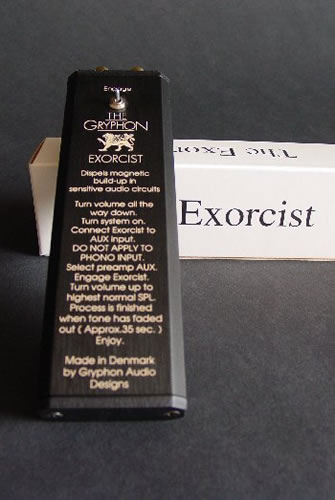 Engage
THE
GRYPHON
EXORCIST
Dispels magnetic
build-up in
sensitive audio circuits
Turn volume all the
way down.
Turn system on.
Connect Exorcist to
AUX input.
DO NOT APPLY TO
PHONO INPUT.
Select preamp AUX.
Engage Exorcist.
Turn volume up to
highest normal SPL.
Process is finished
when tone has faded
out ( Approx.35 sec. )
Enjoy.
Made in Denmark
by Gryphon Audio
Designs
The Exor
Exorcist